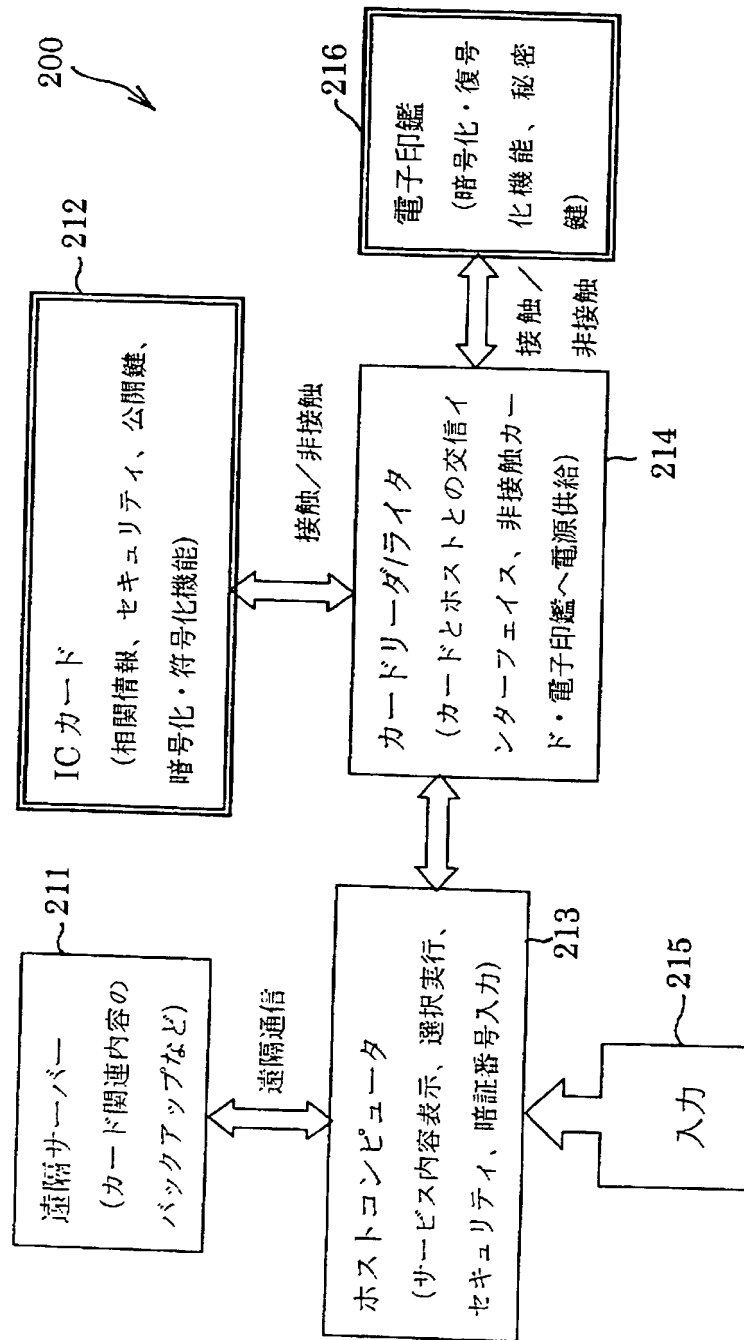 200
211
遠隔サーバー
(カード関連内容の
バックアップなど)
遠隔通信
212
ICカード
(相関情報、セキュリティ、公開鍵、
暗号化・符号化機能)
接触/非接触
ホストコンピュータ
(サービス内容表示、選択実行、
セキュリティ、暗証番号入力)
213
カードリーダ/ライタ
(カードとホストとの交信イ
ンターフェイス、非接触カー
ド・電子印鑑へ電源供給)
214
接触/
非接触
216
電子印鑑
(暗号化・復号
化機能、秘密
鍵)
215
入力